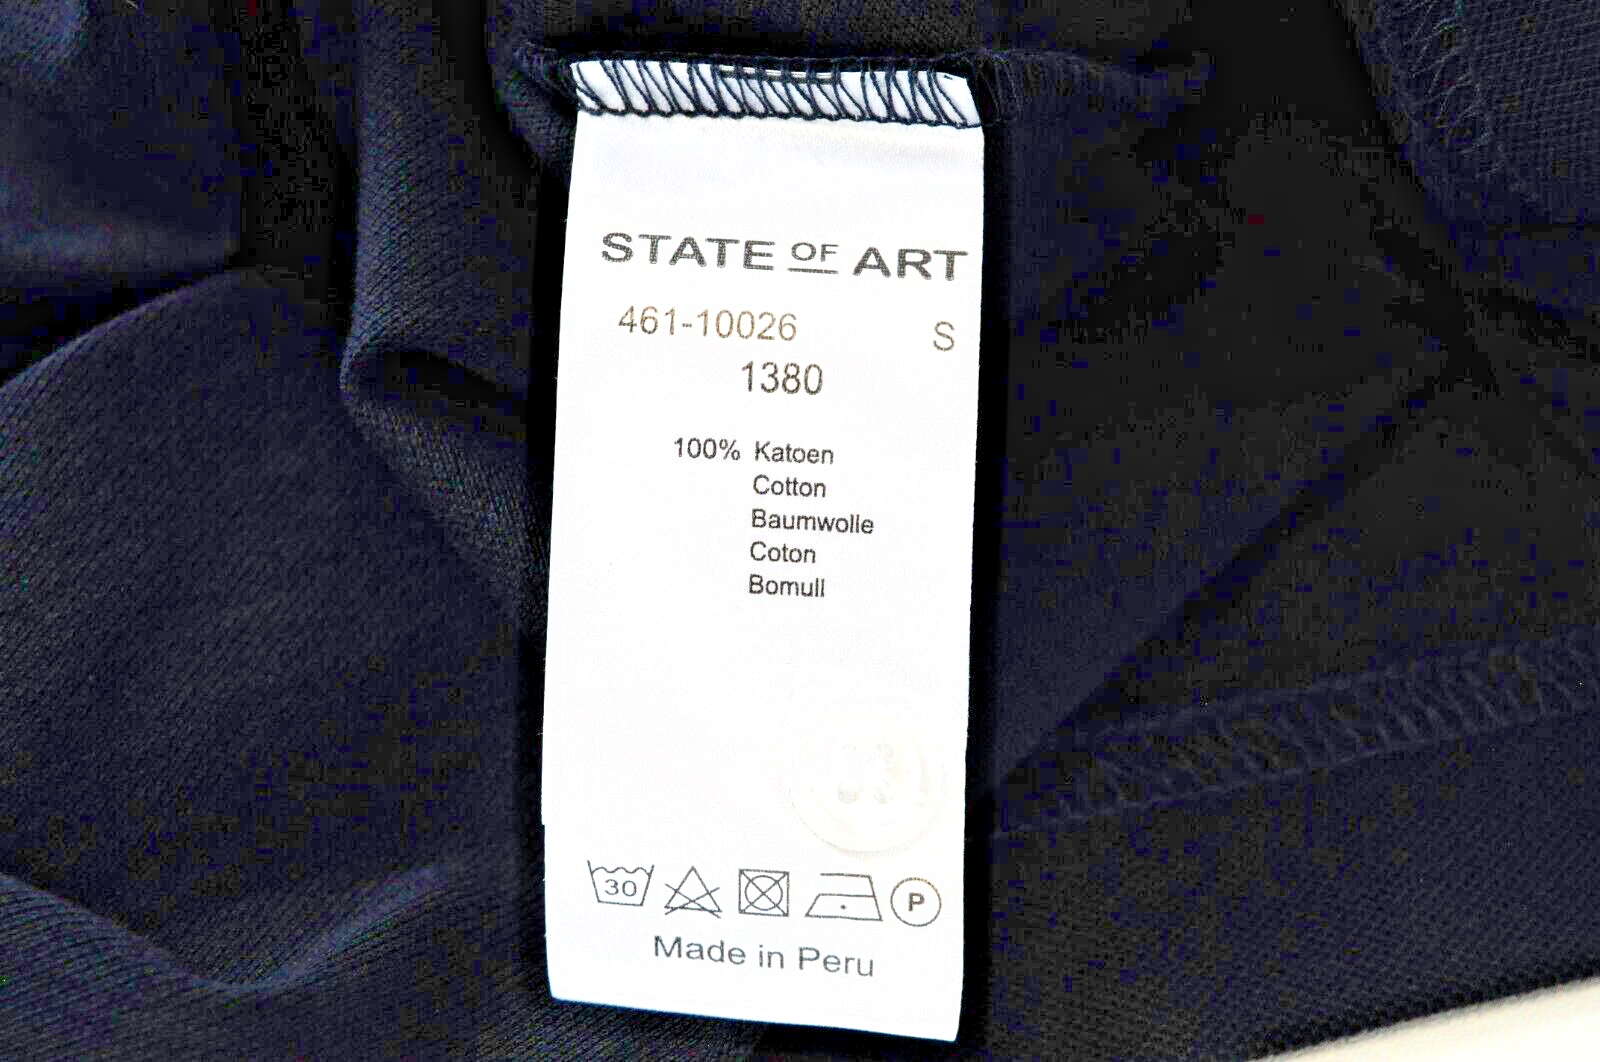 STATE OF ART
461-10026 S
1380
100% Katoen
Cotton
Baumwolle
Coton
Bomull
30 P
Made in Peru